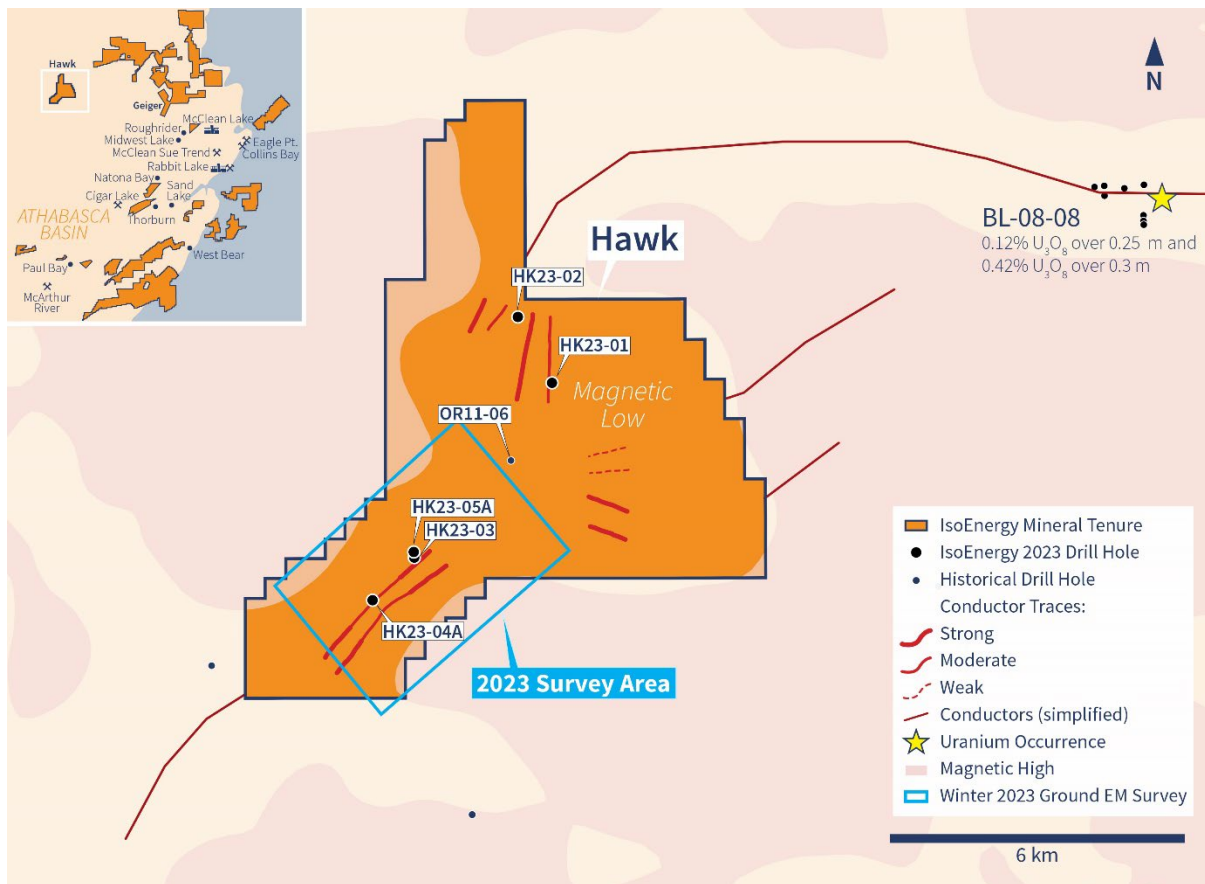 Hawk
Geiger
McClean Lake
Roughrider
Midwest Lake
McClean Sue Trend
Eagle Pt.
Collins Bay
Rabbit Lake
Natona Bay
Sand
Lake
Cigar Lake
Thorburn
ATHABASCA
BASIN
West Bear
Paul Bay
McArthur
River
N
BL-08-08
0.12% U₃O₈ over 0.25 m and
0.42% U₃O₈ over 0.3 m
Hawk
HK23-02
HK23-01
Magnetic
Low
OR11-06
HK23-05A
HK23-03
HK23-04A
2023 Survey Area
IsoEnergy Mineral Tenure
IsoEnergy 2023 Drill Hole
Historical Drill Hole
Conductor Traces:
Strong
Moderate
Weak
Conductors (simplified)
Uranium Occurrence
Magnetic High
Winter 2023 Ground EM Survey
6 km